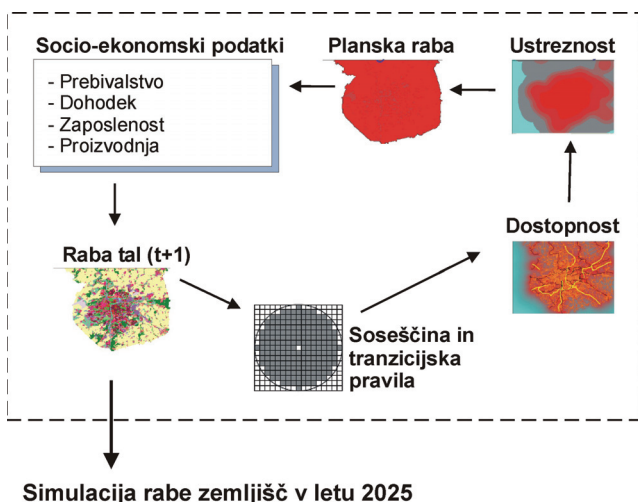 Socio-ekonomski podatki
- Prebivalstvo
- Dohodek
- Zaposlenost
- Proizvodnja
Planska raba
Ustreznost
Dostopnost
Raba tal (t+1)
Soseščina in
tranzicijska
pravila
Simulacija rabe zemljišč v letu 2025